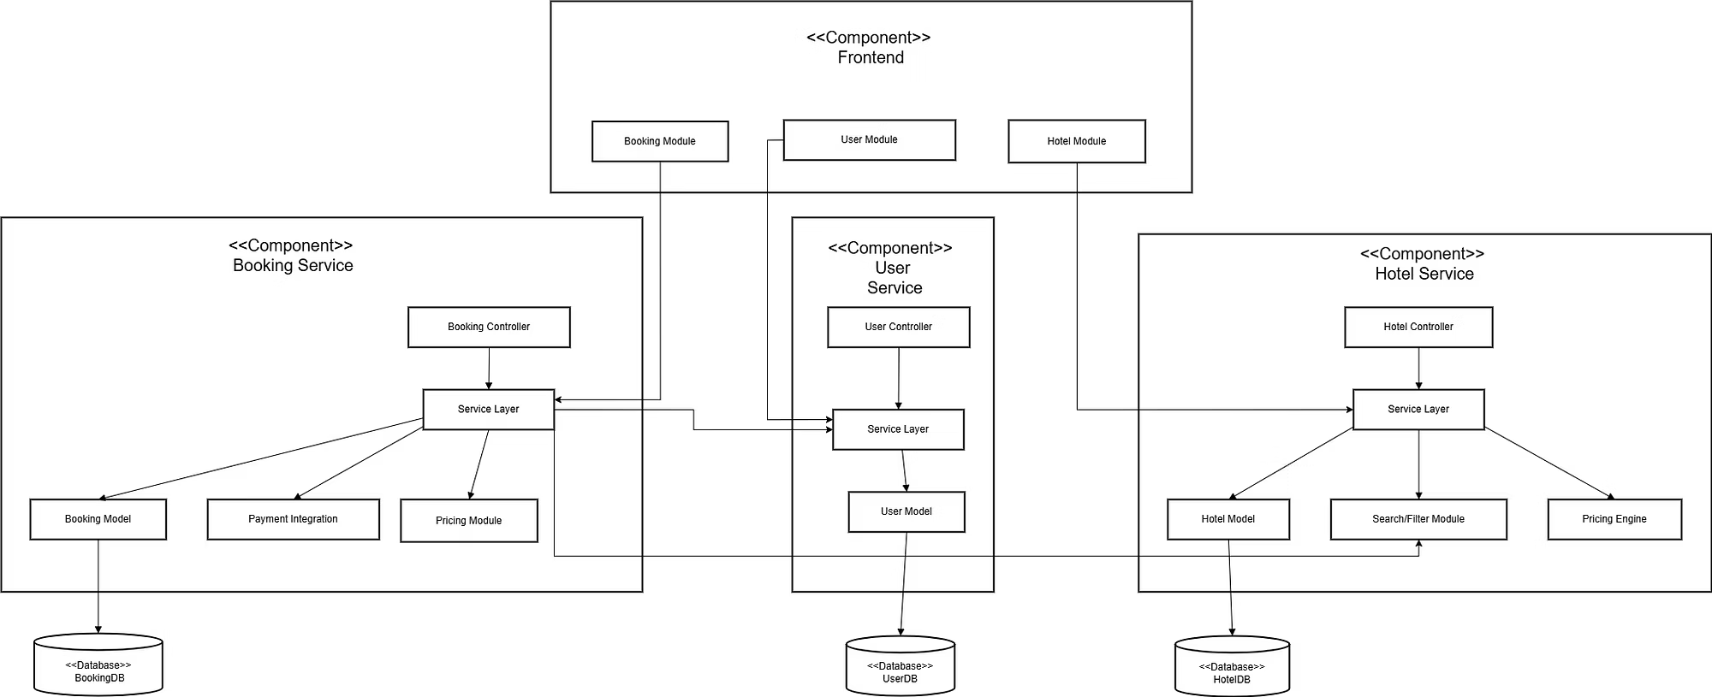 <<Component>>
Frontend
Booking Module
User Module
Hotel Module
<<Component>>
Booking Service
Booking Controller
Service Layer
Booking Model
Payment Integration
Pricing Module
<<Component>>
User
Service
User Controller
Service Layer
User Model
<<Component>>
Hotel Service
Hotel Controller
Service Layer
Hotel Model
Search/Filter Module
Pricing Engine
<<Database>>
BookingDB
<<Database>>
UserDB
<<Database>>
HotelDB